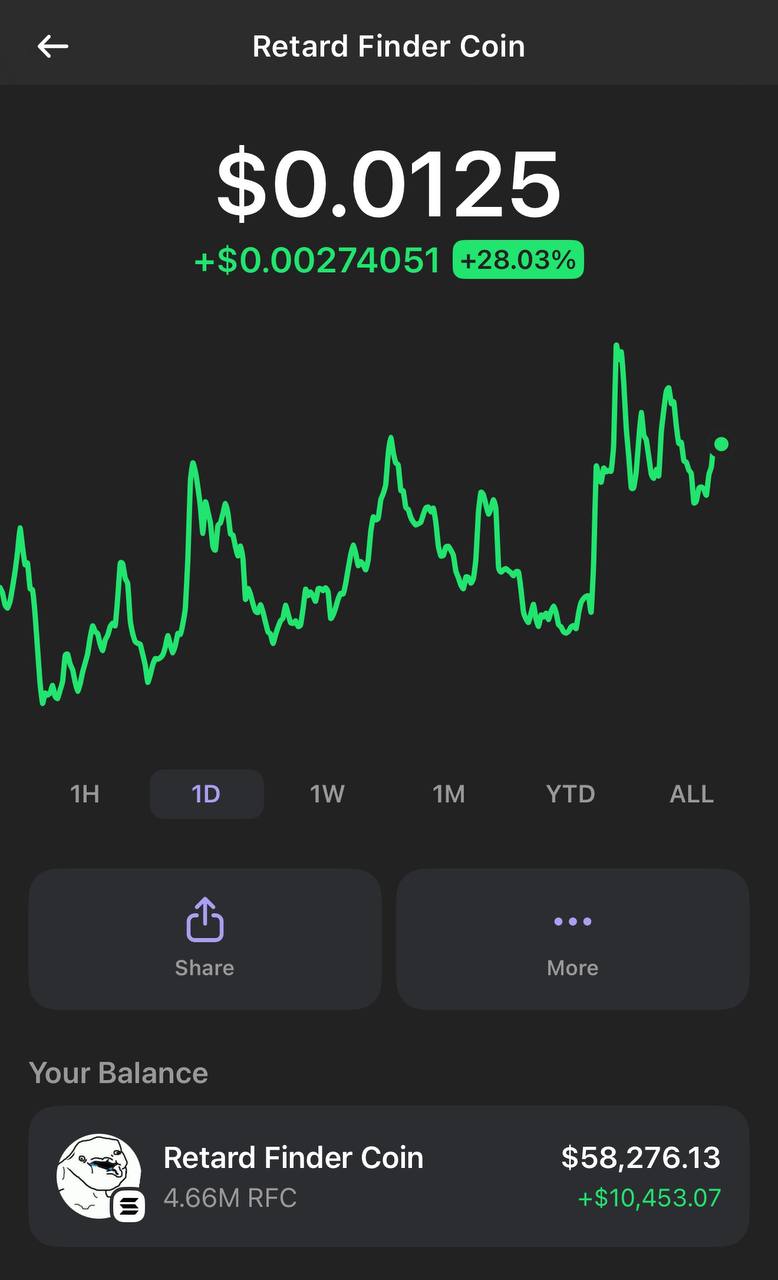 Retard Finder Coin
$0.0125
+$0.00274051 +28.03%
1H 1D 1W 1M YTD ALL
Share More
Your Balance
Retard Finder Coin $58,276.13
4.66M RFC +$10,453.07